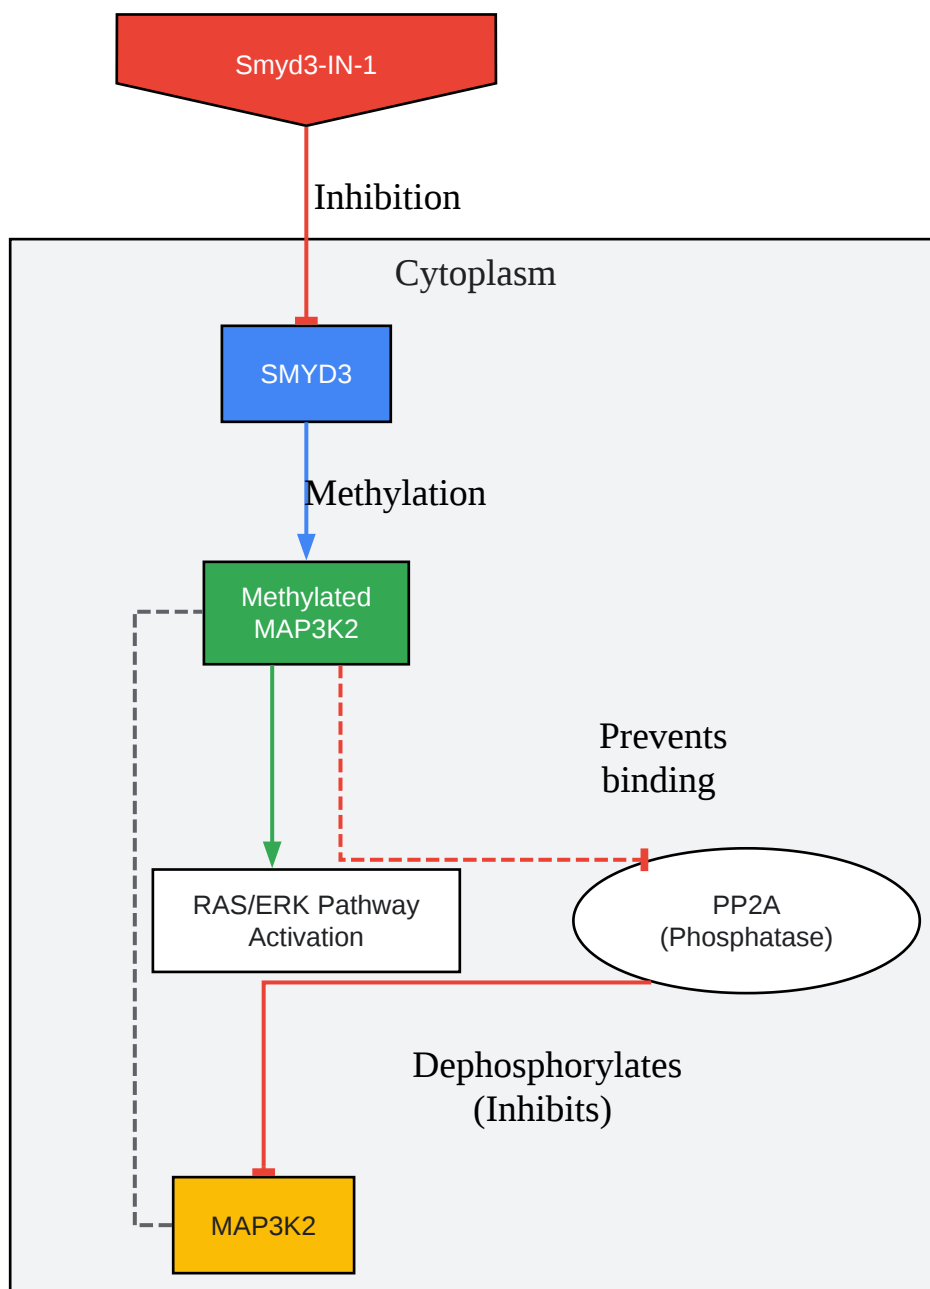 Smyd3-IN-1
Inhibition
Cytoplasm
SMYD3
Methylation
Methylated
MAP3K2
Prevents
binding
RAS/ERK Pathway
Activation
PP2A
(Phosphatase)
Dephosphorylates
(Inhibits)
MAP3K2